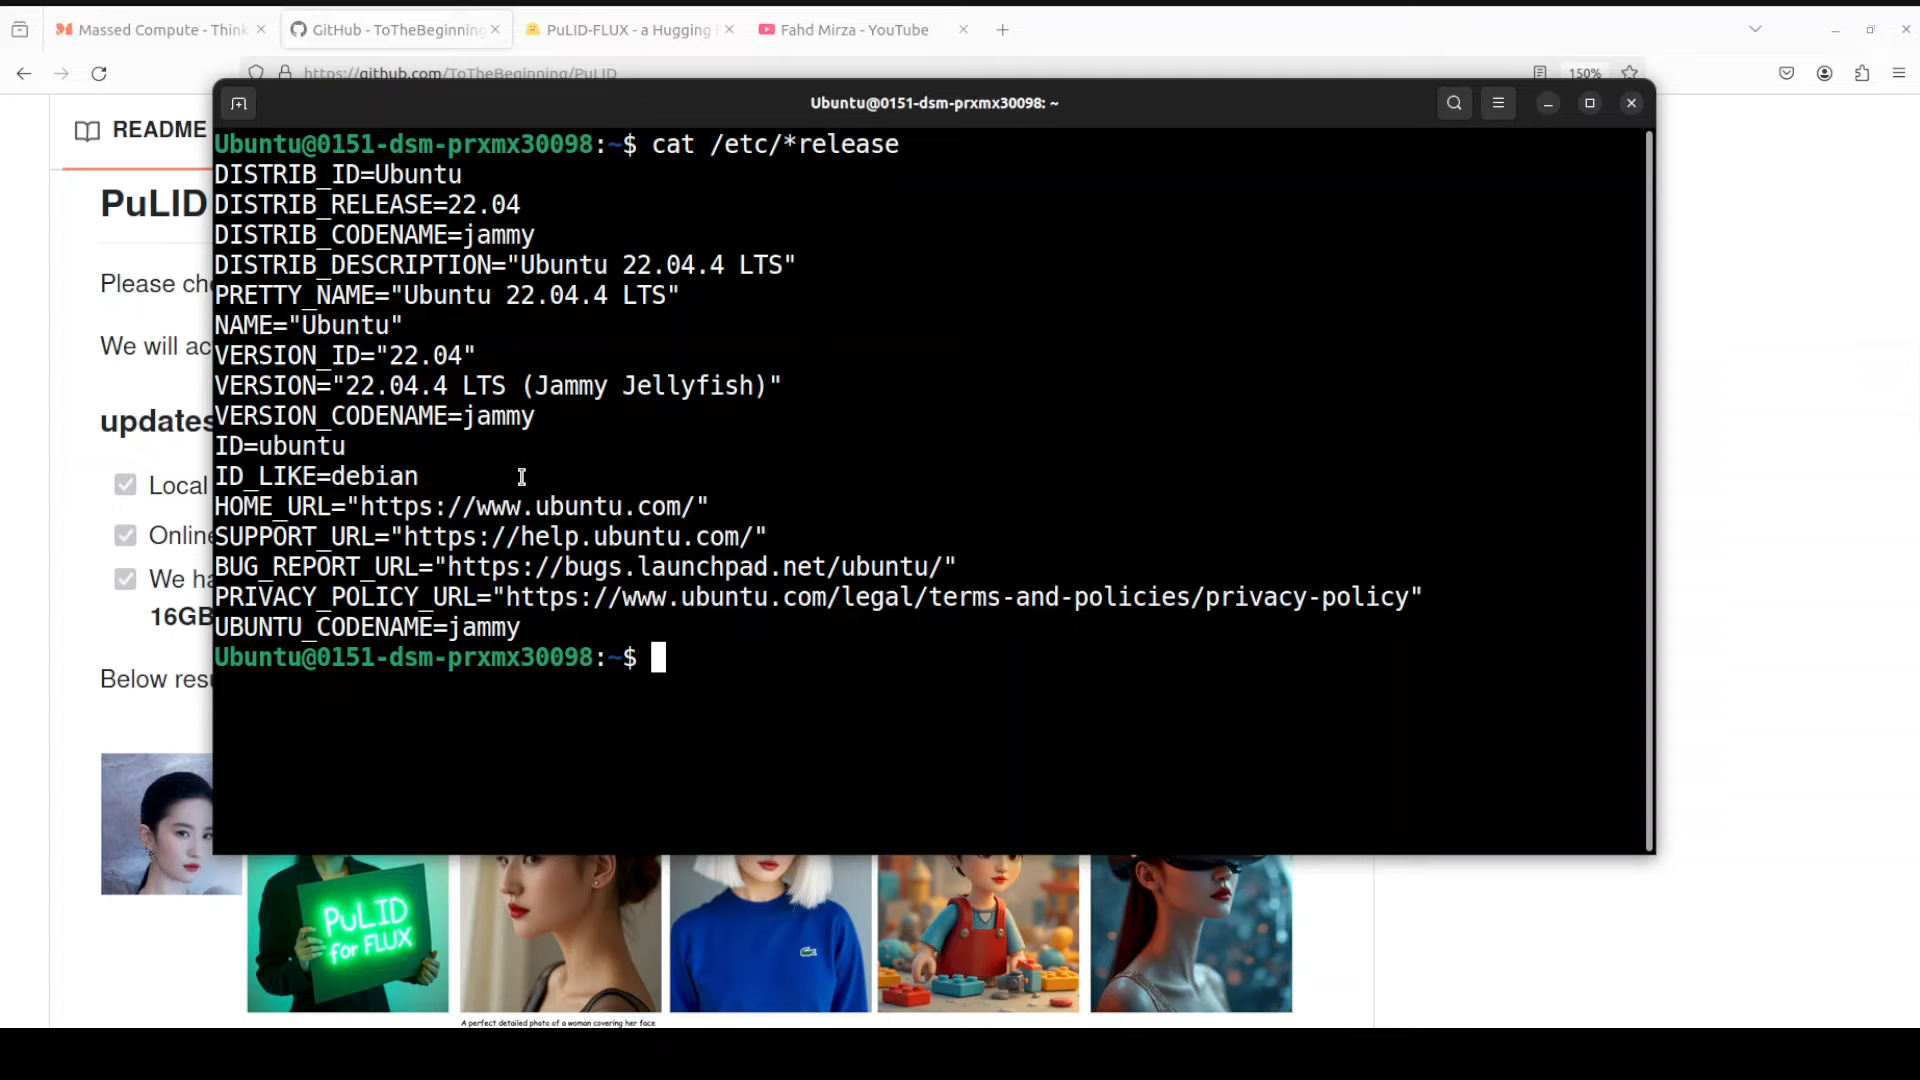 Massed Compute - Think
GitHub - ToTheBeginning
PuLID-FLUX - a Hugging F
Fahd Mirza - YouTube
https://github.com/ToTheBeginning/PuLID
150%
README
PuLID
Please che
We will ac
updates
Local
Online
We ha
16GB
Below resu
Ubuntu@0151-dsm-prxmx30098: ~
Ubuntu@0151-dsm-prxmx30098:~$ cat /etc/*release
DISTRIB_ID=Ubuntu
DISTRIB_RELEASE=22.04
DISTRIB_CODENAME=jammy
DISTRIB_DESCRIPTION="Ubuntu 22.04.4 LTS"
PRETTY_NAME="Ubuntu 22.04.4 LTS"
NAME="Ubuntu"
VERSION_ID="22.04"
VERSION="22.04.4 LTS (Jammy Jellyfish)"
VERSION_CODENAME=jammy
ID=ubuntu
ID_LIKE=debian
HOME_URL="https://www.ubuntu.com/"
SUPPORT_URL="https://help.ubuntu.com/"
BUG_REPORT_URL="https://bugs.launchpad.net/ubuntu/"
PRIVACY_POLICY_URL="https://www.ubuntu.com/legal/terms-and-policies/privacy-policy"
UBUNTU_CODENAME=jammy
Ubuntu@0151-dsm-prxmx30098:~$
PuLID
for FLUX
A perfect detailed photo of a woman covering her face